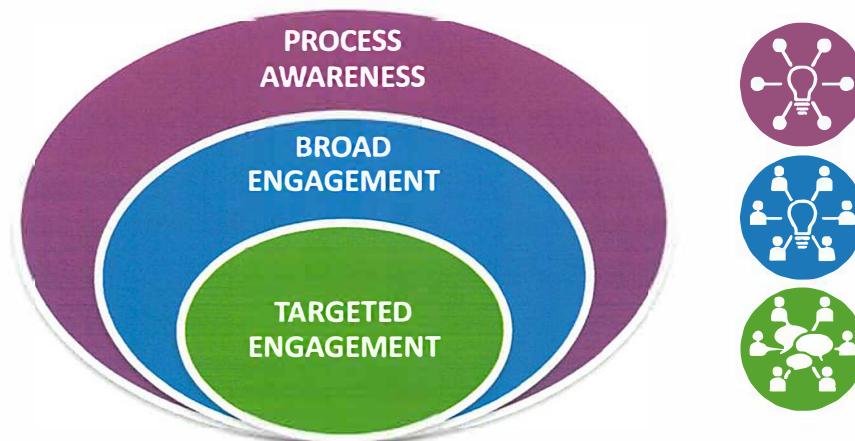 PROCESS
AWARENESS
BROAD
ENGAGEMENT
TARGETED
ENGAGEMENT